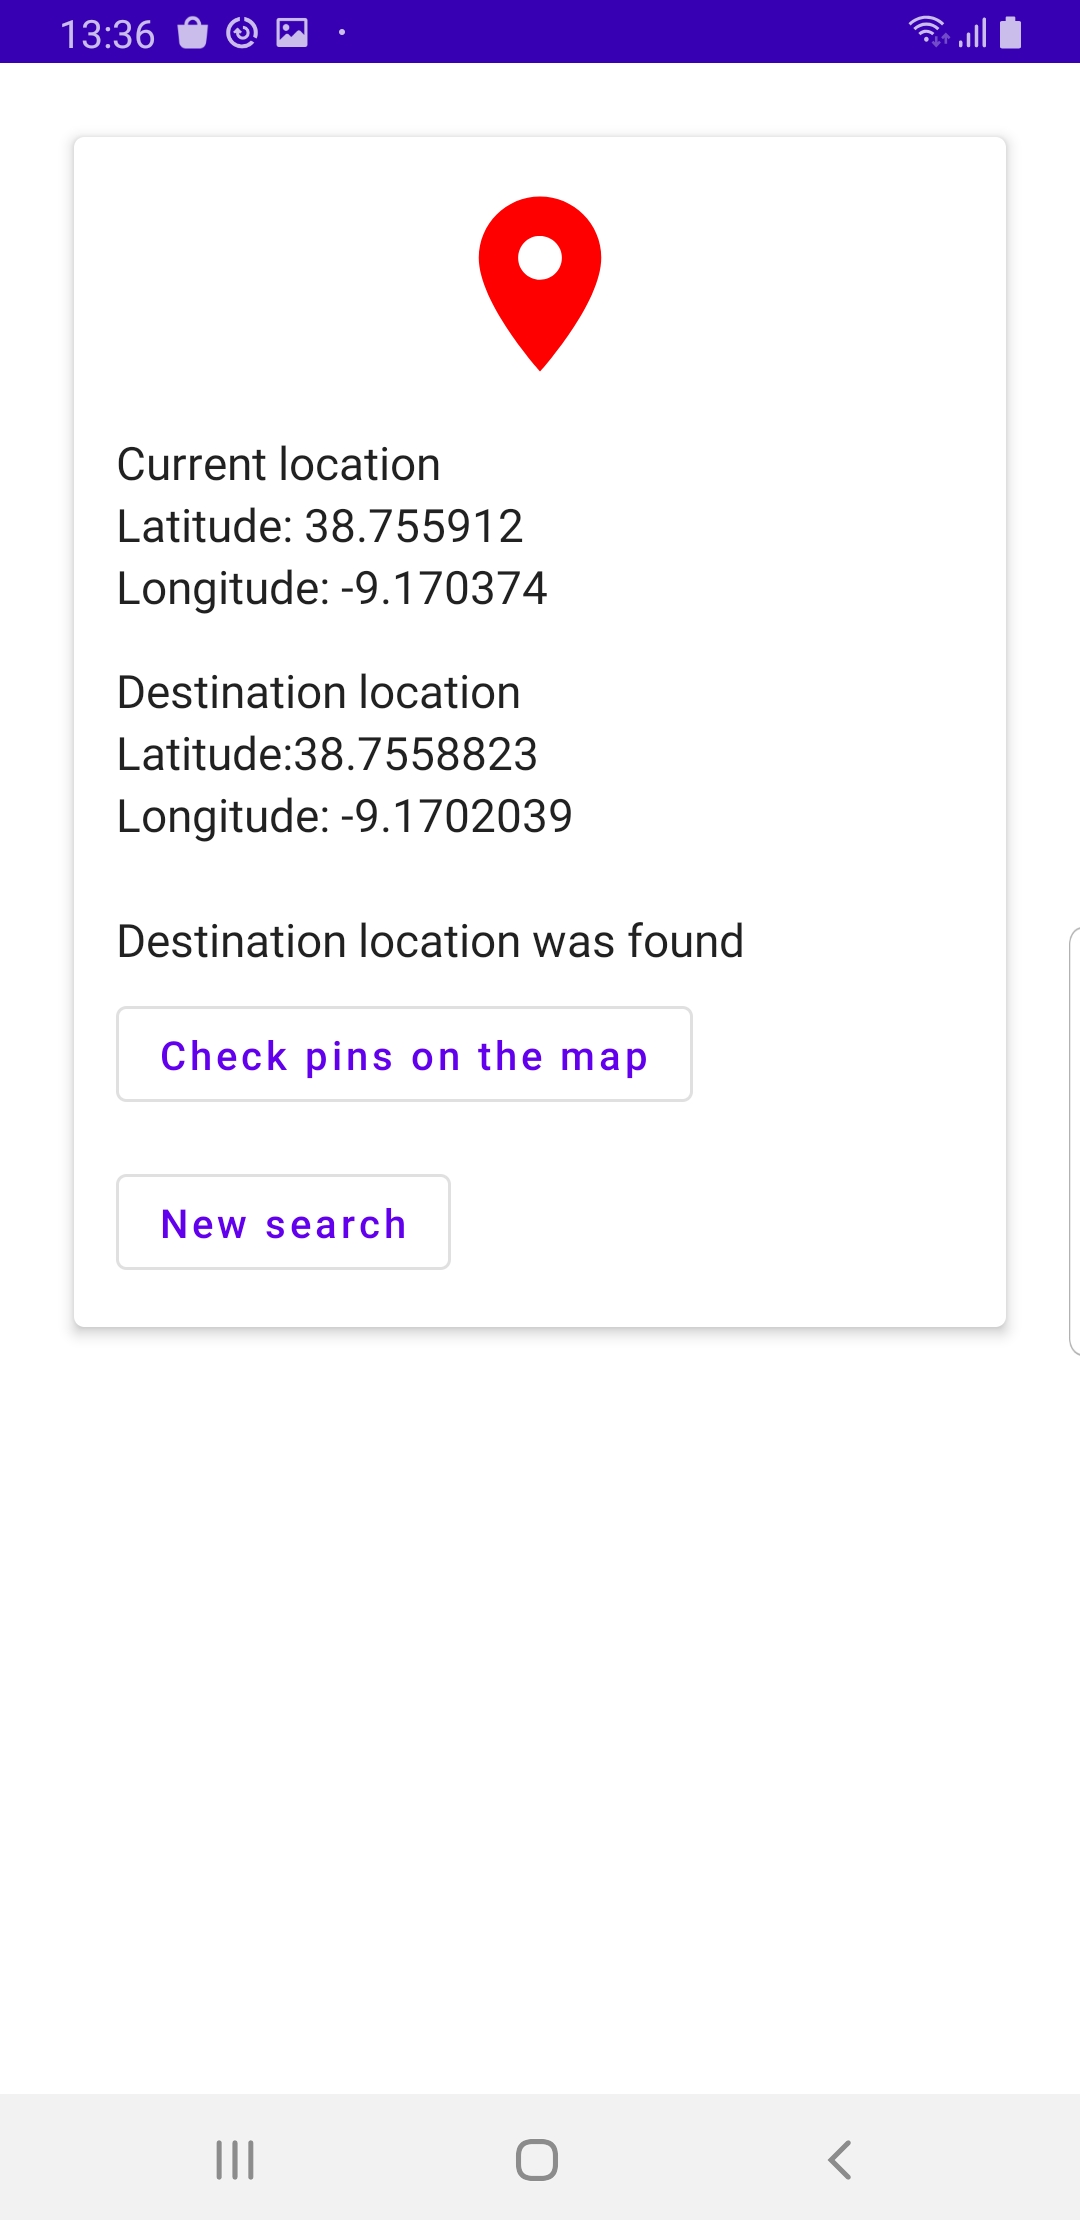 13:36
Current location
Latitude: 38.755912
Longitude: -9.170374
Destination location
Latitude:38.7558823
Longitude: -9.1702039
Destination location was found
Check pins on the map
New search